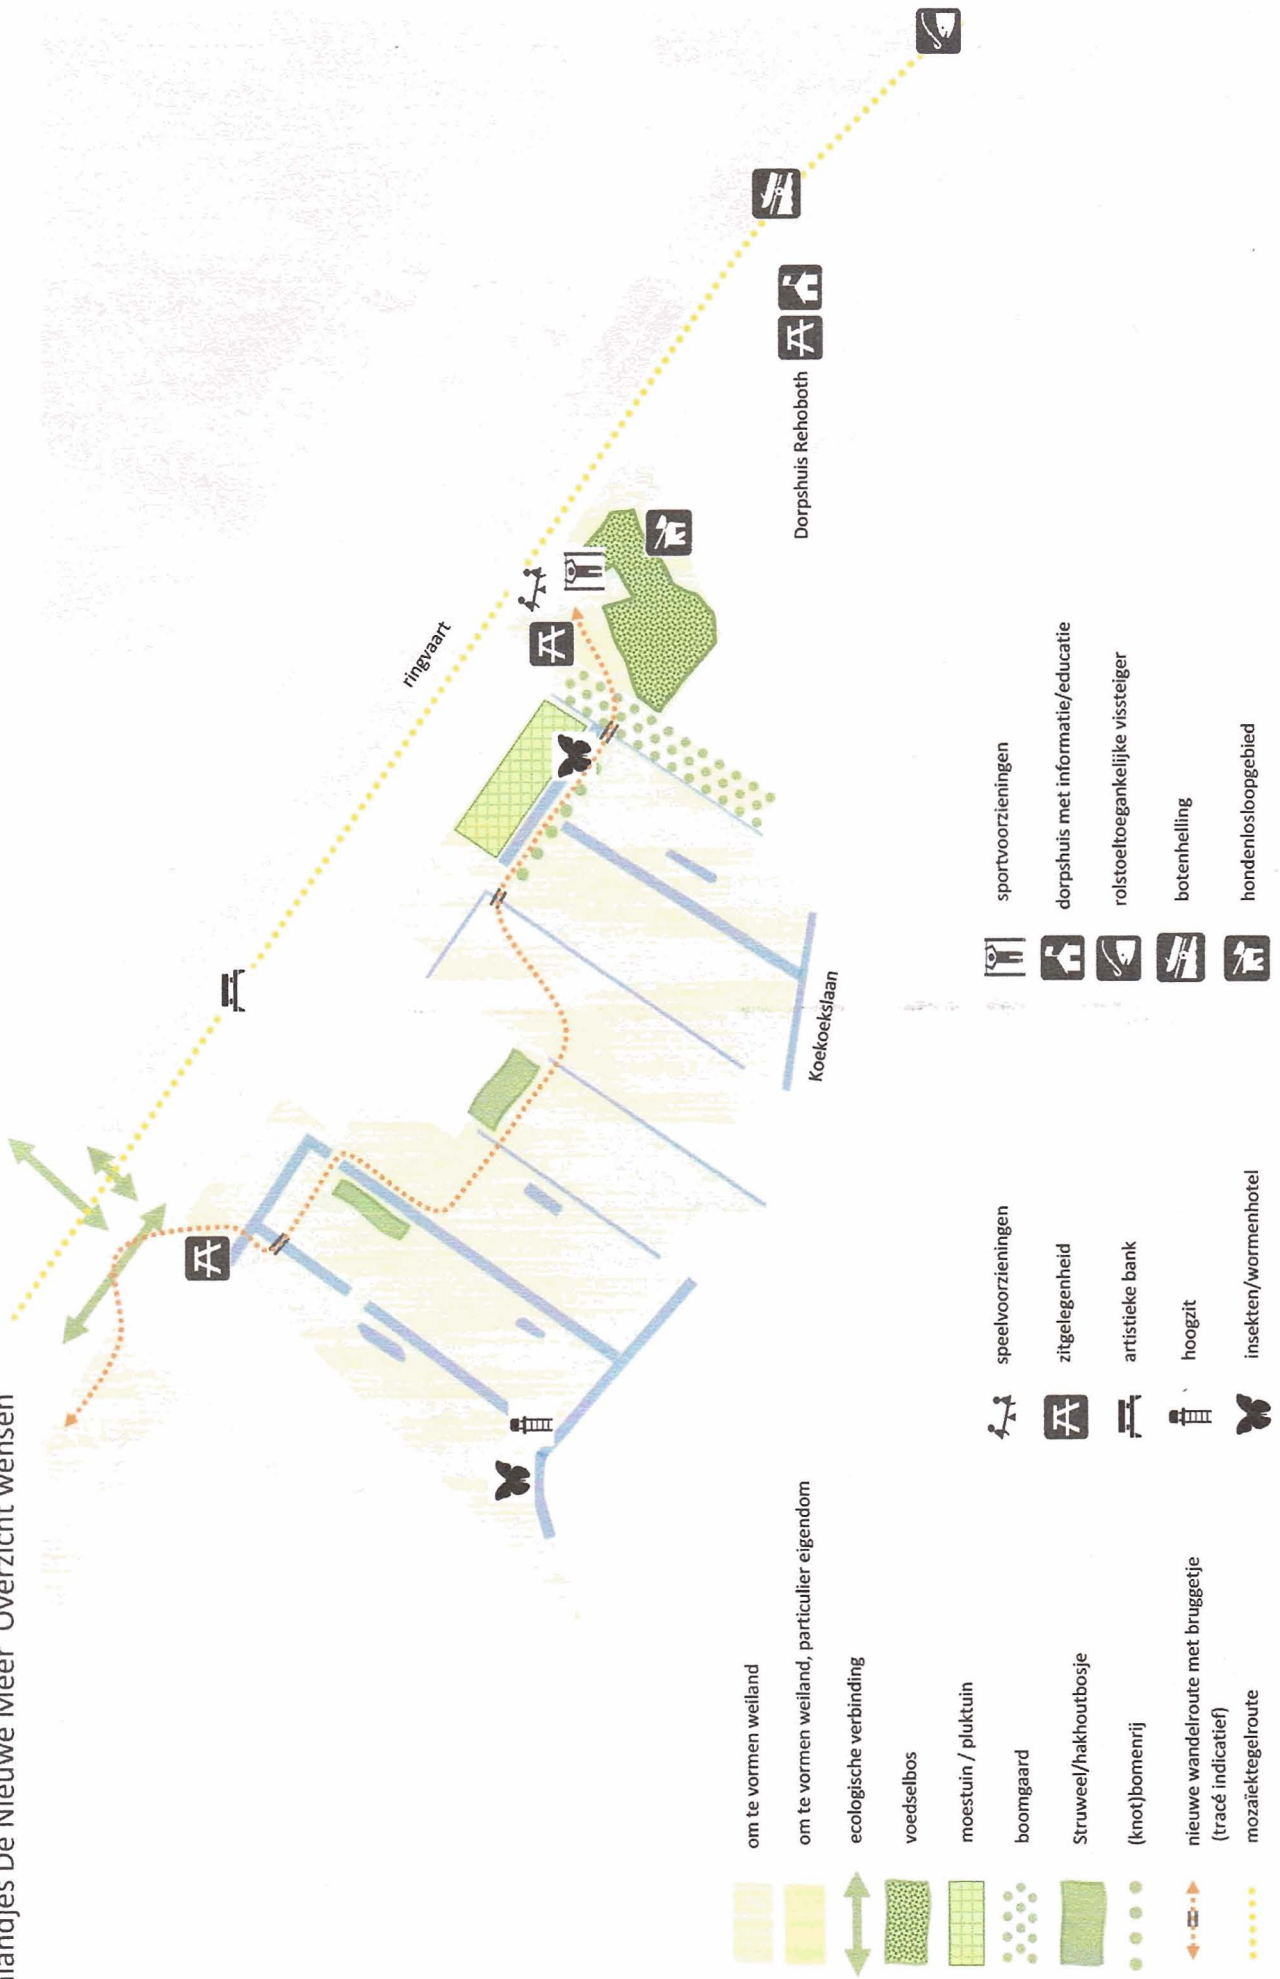 De Nieuwe Meer Overzicht wensen
ringvaart
Dorpshuis Rehoboth
Koekoekslaan
om te vormen weiland
om te vormen weiland, particulier eigendom
ecologische verbinding
voedselbos
moestuin / pluktuin
boomgaard
Struweel/hakhoutbosje
(knot)bomenrij
nieuwe wandelroute met bruggetje
(tracé indicatief)
mozaïektegelroute
speelvoorzieningen
zitgelegenheid
artistieke bank
hoogzit
insekten/wormenhotel
sportvoorzieningen
dorpshuis met informatie/educatie
rolstoeltoegankelijke vissteiger
botenhelling
hondenlosloopgebied